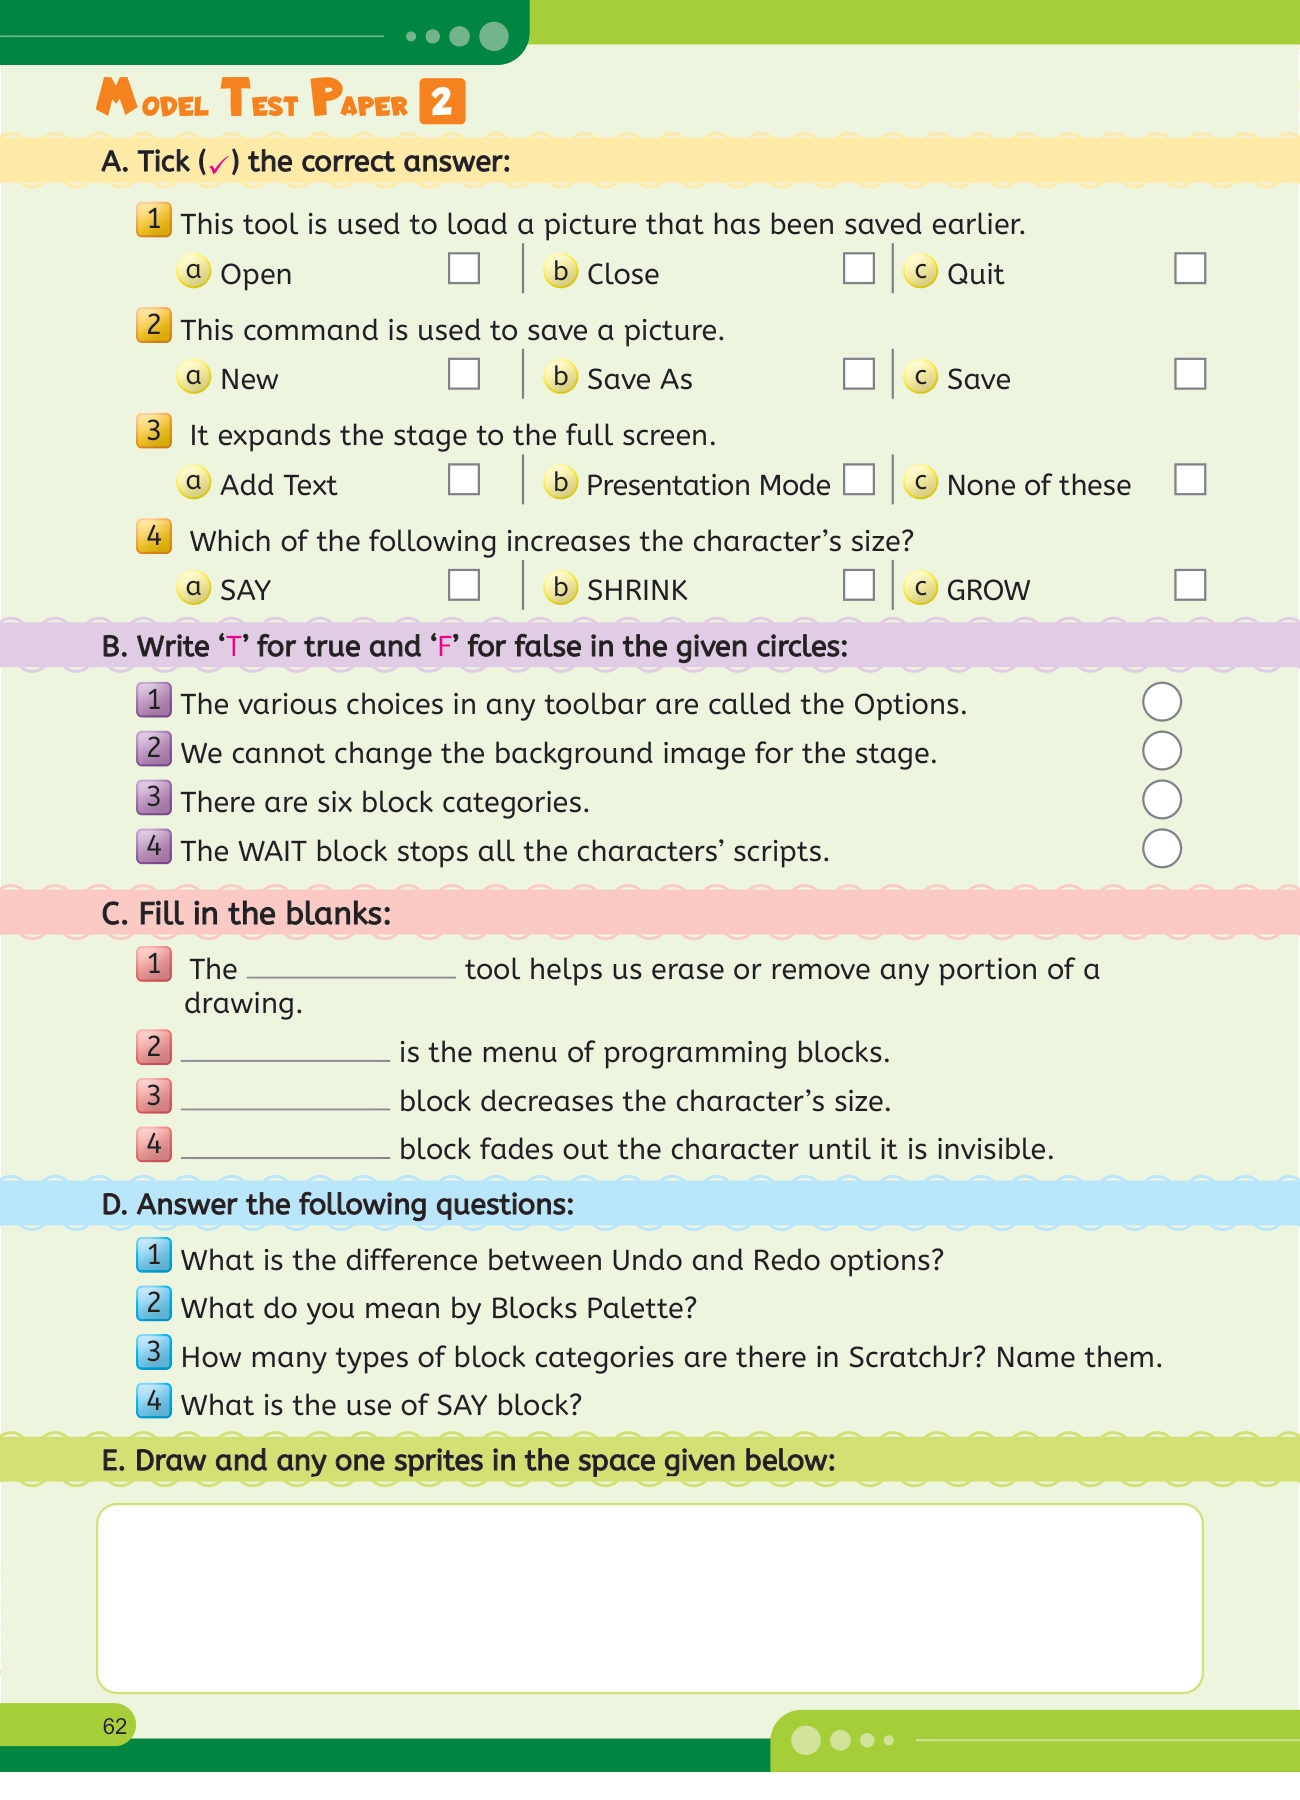 MODEL TEST PAPER 2
A. Tick (✓) the correct answer:
1 This tool is used to load a picture that has been saved earlier.
a Open b Close c Quit
2 This command is used to save a picture.
a New b Save As c Save
3 It expands the stage to the full screen.
a Add Text b Presentation Mode c None of these
4 Which of the following increases the character’s size?
a SAY b SHRINK c GROW
B. Write ‘T’ for true and ‘F’ for false in the given circles:
1 The various choices in any toolbar are called the Options.
2 We cannot change the background image for the stage.
3 There are six block categories.
4 The WAIT block stops all the characters’ scripts.
C. Fill in the blanks:
1 The ______________ tool helps us erase or remove any portion of a
drawing.
2 ______________ is the menu of programming blocks.
3 ______________ block decreases the character’s size.
4 ______________ block fades out the character until it is invisible.
D. Answer the following questions:
1 What is the difference between Undo and Redo options?
2 What do you mean by Blocks Palette?
3 How many types of block categories are there in ScratchJr? Name them.
4 What is the use of SAY block?
E. Draw and any one sprites in the space given below:
62